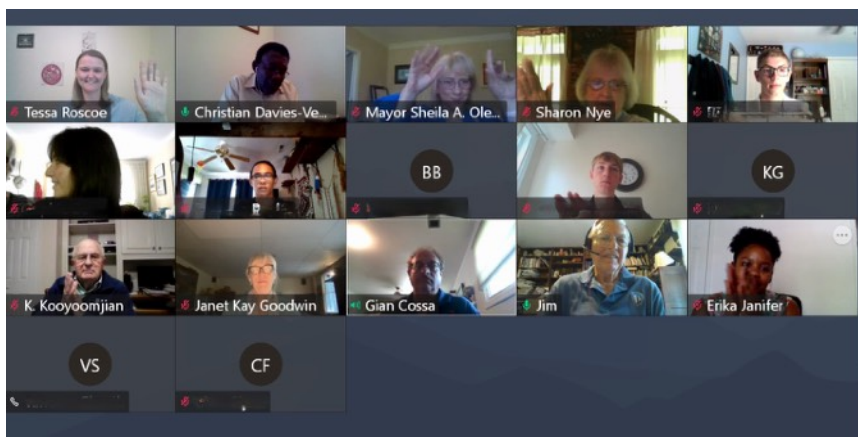 Tessa Roscoe
Christian Davies-Ve...
Mayor Sheila A. Ole...
Sharon Nye
BB
KG
K. Kooyoomjian
Janet Kay Goodwin
Gian Cossa
Jim
Erika Janifer
VS
CF